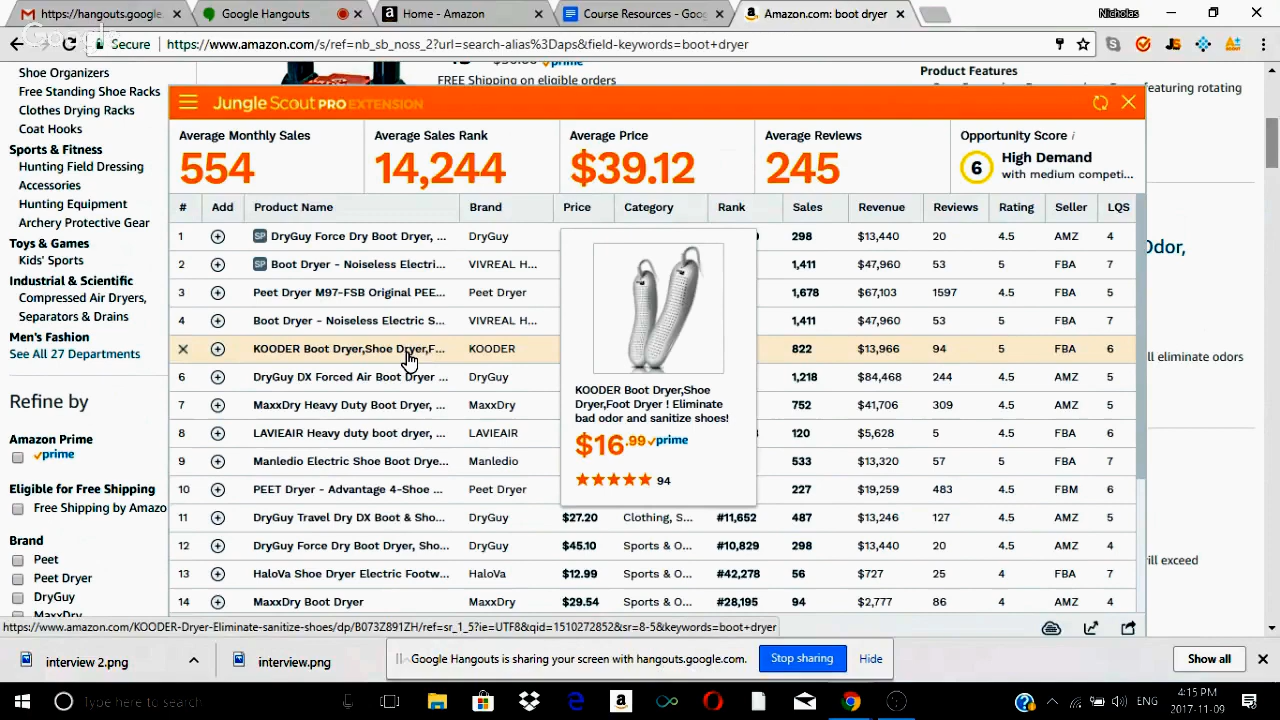 https://hangouts.google.
Google Hangouts
Home - Amazon
Course Resources - Goo
Amazon.com: boot dryer
Nicholas
Google
Secure
https://www.amazon.com/s/ref=nb_sb_noss_2?url=search-alias%3Daps&field-keywords=boot+dryer
Shoe Organizers
Free Standing Shoe Racks
Clothes Drying Racks
Coat Hooks
Sports & Fitness
Hunting Field Dressing
Accessories
Hunting Equipment
Archery Protective Gear
Toys & Games
Kids' Sports
Industrial & Scientific
Compressed Air Dryers,
Separators & Drains
Men's Fashion
See All 27 Departments
Refine by
Amazon Prime
prime
Eligible for Free Shipping
Free Shipping by Amazo
Brand
Peet
Peet Dryer
DryGuy
MaxxDry
prime
FREE Shipping on eligible orders
Product Features
featuring rotating
Odor,
ll eliminate odors
ill exceed
Jungle Scout PRO EXTENSION
Average Monthly Sales
554
Average Sales Rank
14,244
Average Price
$39.12
Average Reviews
245
Opportunity Score i
6
High Demand
with medium competi...
# Add Product Name Brand Price Category Rank Sales Revenue Reviews Rating Seller LQS
1 SP DryGuy Force Dry Boot Dryer, ... DryGuy 298 $13,440 20 4.5 AMZ 4
2 SP Boot Dryer - Noiseless Electri... VIVREAL H... 1,411 $47,960 53 5 FBA 7
3 Peet Dryer M97-FSB Original PEE... Peet Dryer 1,678 $67,103 1597 4.5 FBA 5
4 Boot Dryer - Noiseless Electric S... VIVREAL H... 1,411 $47,960 53 5 FBA 7
KOODER Boot Dryer,Shoe Dryer,F... KOODER 822 $13,966 94 5 FBA 6
6 DryGuy DX Forced Air Boot Dryer ... DryGuy 1,218 $84,468 244 4.5 AMZ 5
7 MaxxDry Heavy Duty Boot Dryer, ... MaxxDry 752 $41,706 309 4.5 AMZ 5
8 LAVIEAIR Heavy duty boot dryer, ... LAVIEAIR 120 $5,628 5 4.5 FBA 6
9 Manledio Electric Shoe Boot Drye... Manledio 533 $13,320 57 5 FBA 7
10 PEET Dryer - Advantage 4-Shoe ... Peet Dryer 227 $19,259 483 4.5 FBM 6
11 DryGuy Travel Dry DX Boot & Sho... DryGuy $27.20 Clothing, S... #11,652 487 $13,246 127 4.5 AMZ 5
12 DryGuy Force Dry Boot Dryer, Sho... DryGuy $45.10 Sports & O... #10,829 298 $13,440 20 4.5 AMZ 4
13 HaloVa Shoe Dryer Electric Footw... HaloVa $12.99 Sports & O... #42,278 56 $727 25 4 FBA 7
14 MaxxDry Boot Dryer MaxxDry $29.54 Sports & O... #28,195 94 $2,777 86 4 AMZ 4
KOODER Boot Dryer,Shoe
Dryer,Foot Dryer ! Eliminate
bad odor and sanitize shoes!
$16.99 prime
94
https://www.amazon.com/KOODER-Dryer-Eliminate-sanitize-shoes/dp/B073Z891ZH/ref=sr_1_5?ie=UTF8&qid=1510272852&sr=8-5&keywords=boot+dryer
interview 2.png
interview.png
Google Hangouts is sharing your screen with hangouts.google.com.
Stop sharing
Hide
Show all
Type here to search
ENG
4:15 PM
2017-11-09